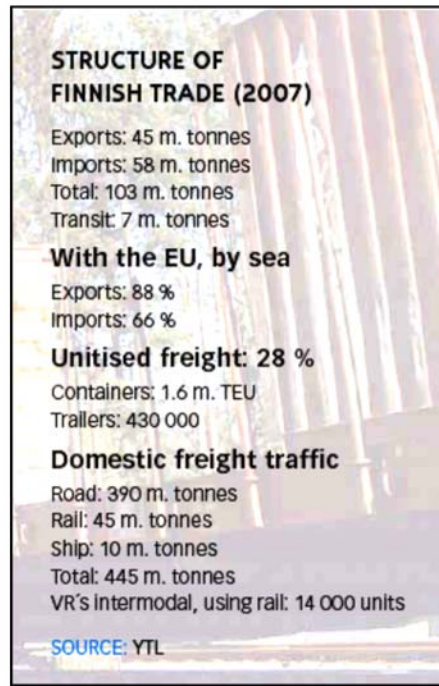 STRUCTURE OF
FINNISH TRADE (2007)
Exports: 45 m. tonnes
Imports: 58 m. tonnes
Total: 103 m. tonnes
Transit: 7 m. tonnes
With the EU, by sea
Exports: 88 %
Imports: 66 %
Unitised freight: 28 %
Containers: 1.6 m. TEU
Trailers: 430 000
Domestic freight traffic
Road: 390 m. tonnes
Rail: 45 m. tonnes
Ship: 10 m. tonnes
Total: 445 m. tonnes
VR´s intermodal, using rail: 14 000 units
SOURCE: YTL